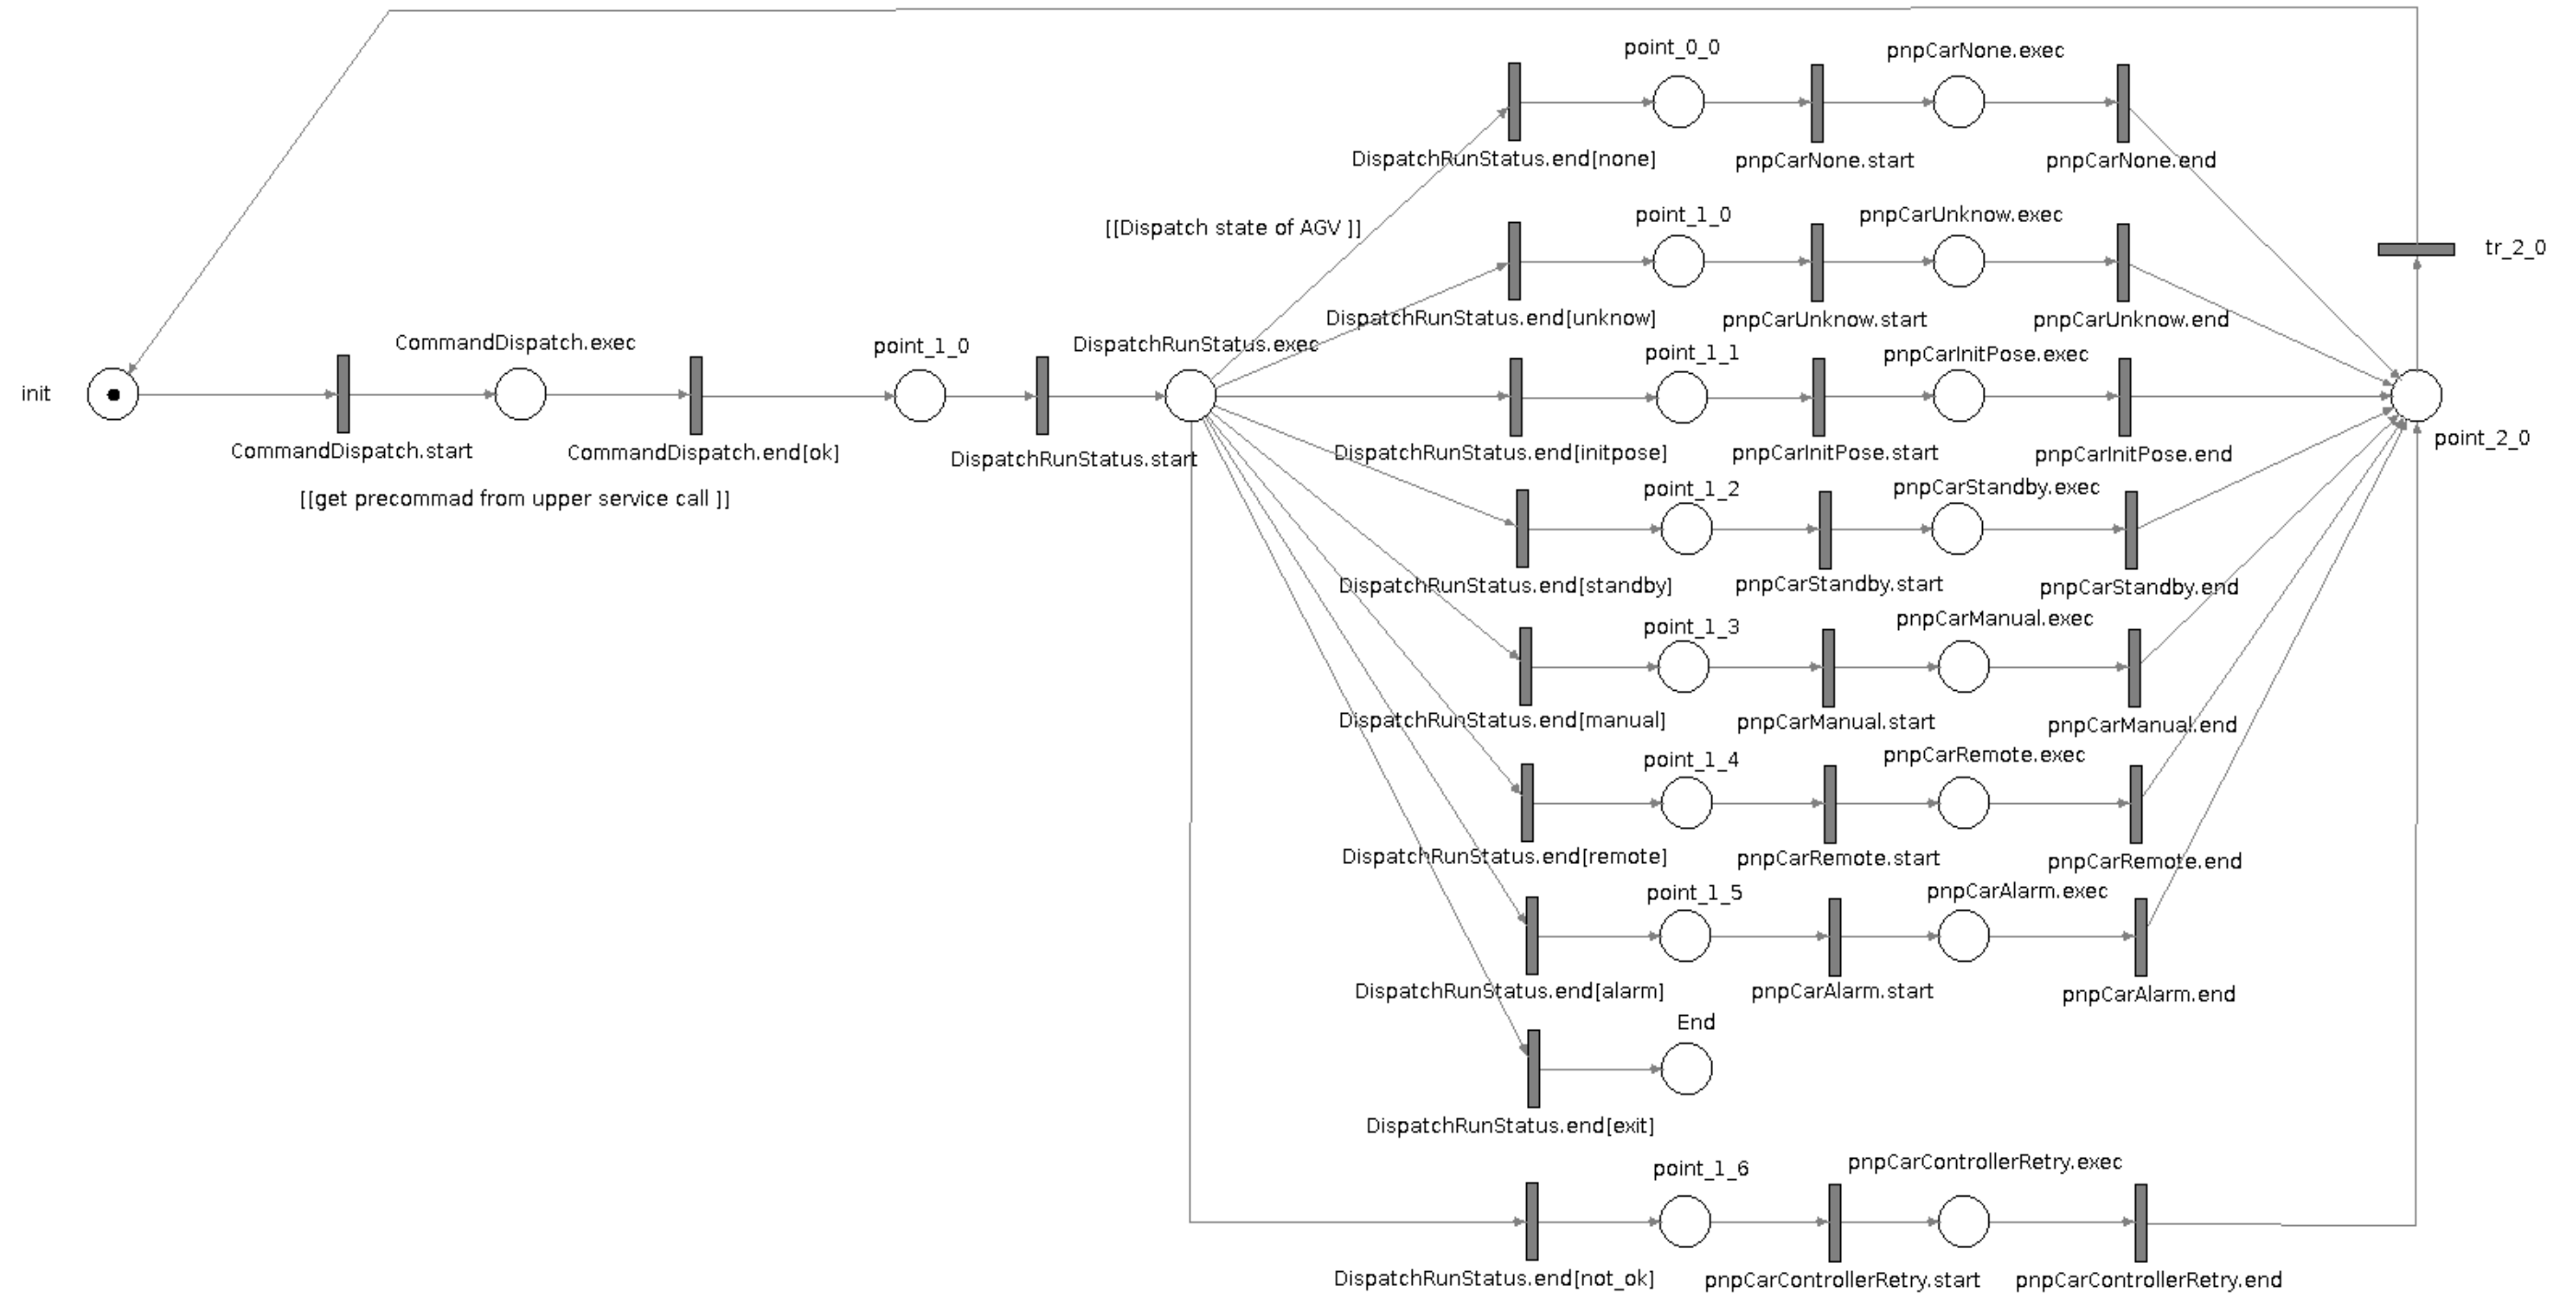 point_0_0
pnpCarNone.exec
DispatchRunStatus.end[none]
pnpCarNone.start
pnpCarNone.end
[[Dispatch state of AGV ]]
point_1_0
pnpCarUnknow.exec
tr_2_0
DispatchRunStatus.end[unknow]
pnpCarUnknow.start
pnpCarUnknow.end
init
CommandDispatch.exec
point_1_0
DispatchRunStatus.exec
point_1_1
pnpCarInitPose.exec
CommandDispatch.start
CommandDispatch.end[ok]
DispatchRunStatus.start
DispatchRunStatus.end[initpose]
pnpCarInitPose.start
pnpCarInitPose.end
point_2_0
[[get precommad from upper service call ]]
point_1_2
pnpCarStandby.exec
DispatchRunStatus.end[standby]
pnpCarStandby.start
pnpCarStandby.end
point_1_3
pnpCarManual.exec
DispatchRunStatus.end[manual]
pnpCarManual.start
pnpCarManual.end
point_1_4
pnpCarRemote.exec
DispatchRunStatus.end[remote]
pnpCarRemote.start
pnpCarRemote.end
point_1_5
pnpCarAlarm.exec
DispatchRunStatus.end[alarm]
pnpCarAlarm.start
pnpCarAlarm.end
End
DispatchRunStatus.end[exit]
point_1_6
pnpCarControllerRetry.exec
DispatchRunStatus.end[not_ok]
pnpCarControllerRetry.start
pnpCarControllerRetry.end